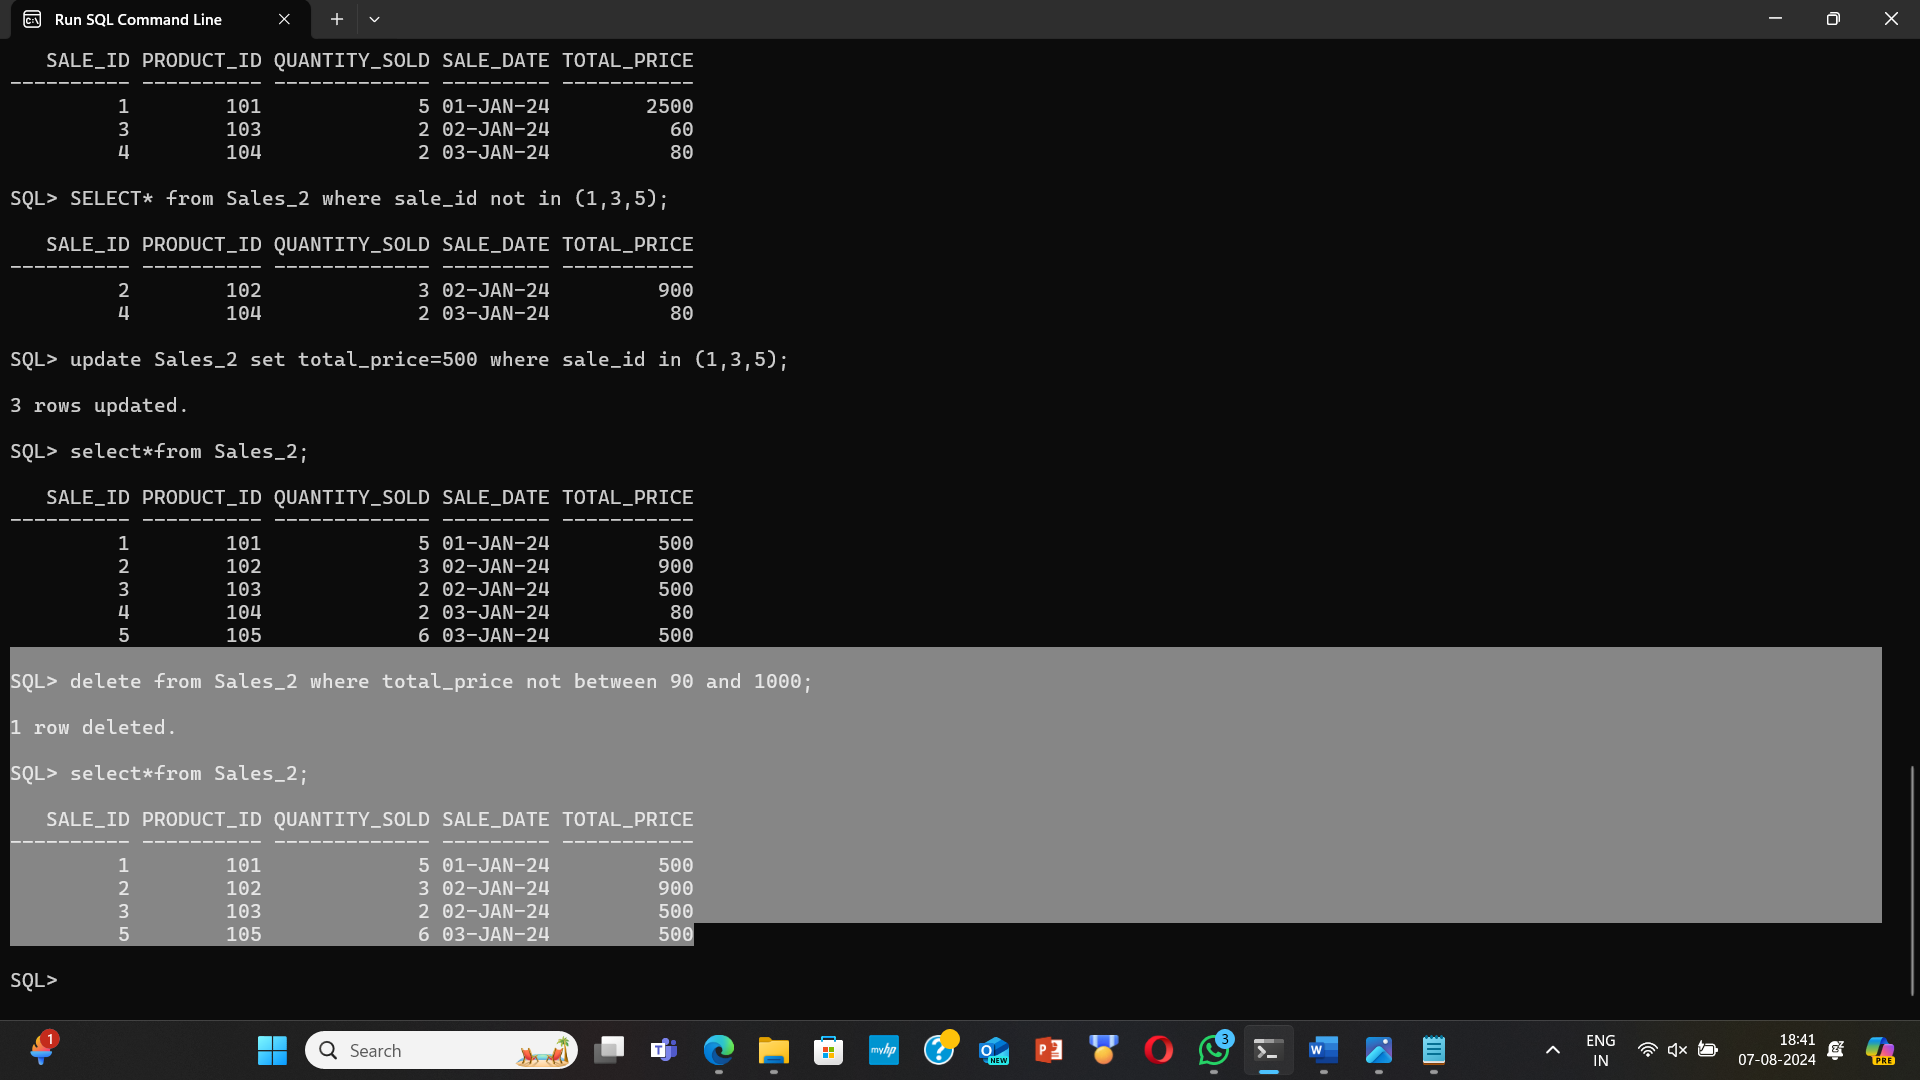 Run SQL Command Line
   SALE_ID PRODUCT_ID QUANTITY_SOLD SALE_DATE TOTAL_PRICE
---------- ---------- ------------- --------- -----------
         1        101             5 01-JAN-24        2500
         3        103             2 02-JAN-24          60
         4        104             2 03-JAN-24          80
SQL> SELECT* from Sales_2 where sale_id not in (1,3,5);
   SALE_ID PRODUCT_ID QUANTITY_SOLD SALE_DATE TOTAL_PRICE
---------- ---------- ------------- --------- -----------
         2        102             3 02-JAN-24         900
         4        104             2 03-JAN-24          80
SQL> update Sales_2 set total_price=500 where sale_id in (1,3,5);
3 rows updated.
SQL> select*from Sales_2;
   SALE_ID PRODUCT_ID QUANTITY_SOLD SALE_DATE TOTAL_PRICE
---------- ---------- ------------- --------- -----------
         1        101             5 01-JAN-24         500
         2        102             3 02-JAN-24         900
         3        103             2 02-JAN-24         500
         4        104             2 03-JAN-24          80
         5        105             6 03-JAN-24         500
SQL> delete from Sales_2 where total_price not between 90 and 1000;
1 row deleted.
SQL> select*from Sales_2;
   SALE_ID PRODUCT_ID QUANTITY_SOLD SALE_DATE TOTAL_PRICE
---------- ---------- ------------- --------- -----------
         1        101             5 01-JAN-24         500
         2        102             3 02-JAN-24         900
         3        103             2 02-JAN-24         500
         5        105             6 03-JAN-24         500
SQL>
1
Search
myhp
NEW
3
ENG
IN
18:41
07-08-2024
PRE